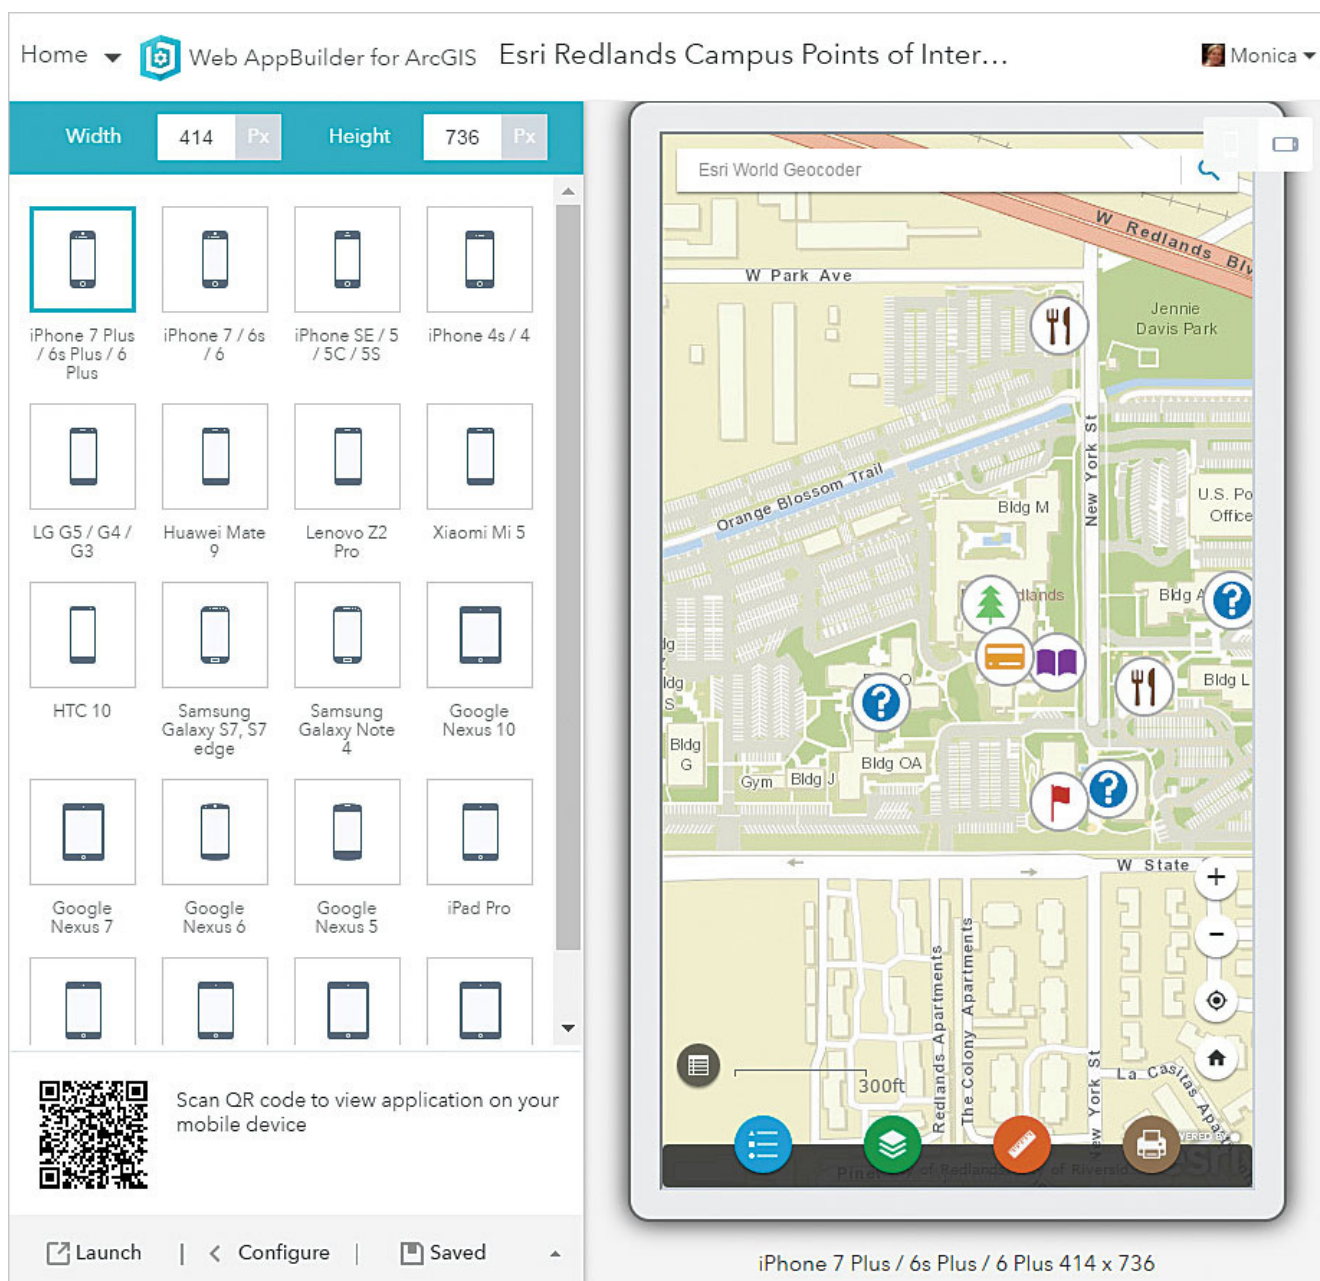 Home
Web AppBuilder for ArcGIS
Esri Redlands Campus Points of Inter...
Monica
Width
414
Px
Height
736
Px
iPhone 7 Plus
/ 6s Plus / 6
Plus
iPhone 7 / 6s
/ 6
iPhone SE / 5
/ 5C / 5S
iPhone 4s / 4
LG G5 / G4 /
G3
Huawei Mate
9
Lenovo Z2
Pro
Xiaomi Mi 5
HTC 10
Samsung
Galaxy S7, S7
edge
Samsung
Galaxy Note
4
Google
Nexus 10
Google
Nexus 7
Google
Nexus 6
Google
Nexus 5
iPad Pro
Scan QR code to view application on your
mobile device
Launch
|
<
Configure
|
Saved
Esri World Geocoder
W Redlands Blv
W Park Ave
Jennie
Davis Park
New York St
Orange Blossom Trail
Bldg M
U.S. Po
Office
dlands
Bldg A
?
dg
ldg
S
O
?
Bldg L
Bldg
G
Gym
Bldg J
Bldg OA
?
W State
+
−
Redlands Apartments
The Colony Apartments
New York St
La Casitas Apa
300ft
esri
iPhone 7 Plus / 6s Plus / 6 Plus 414 x 736